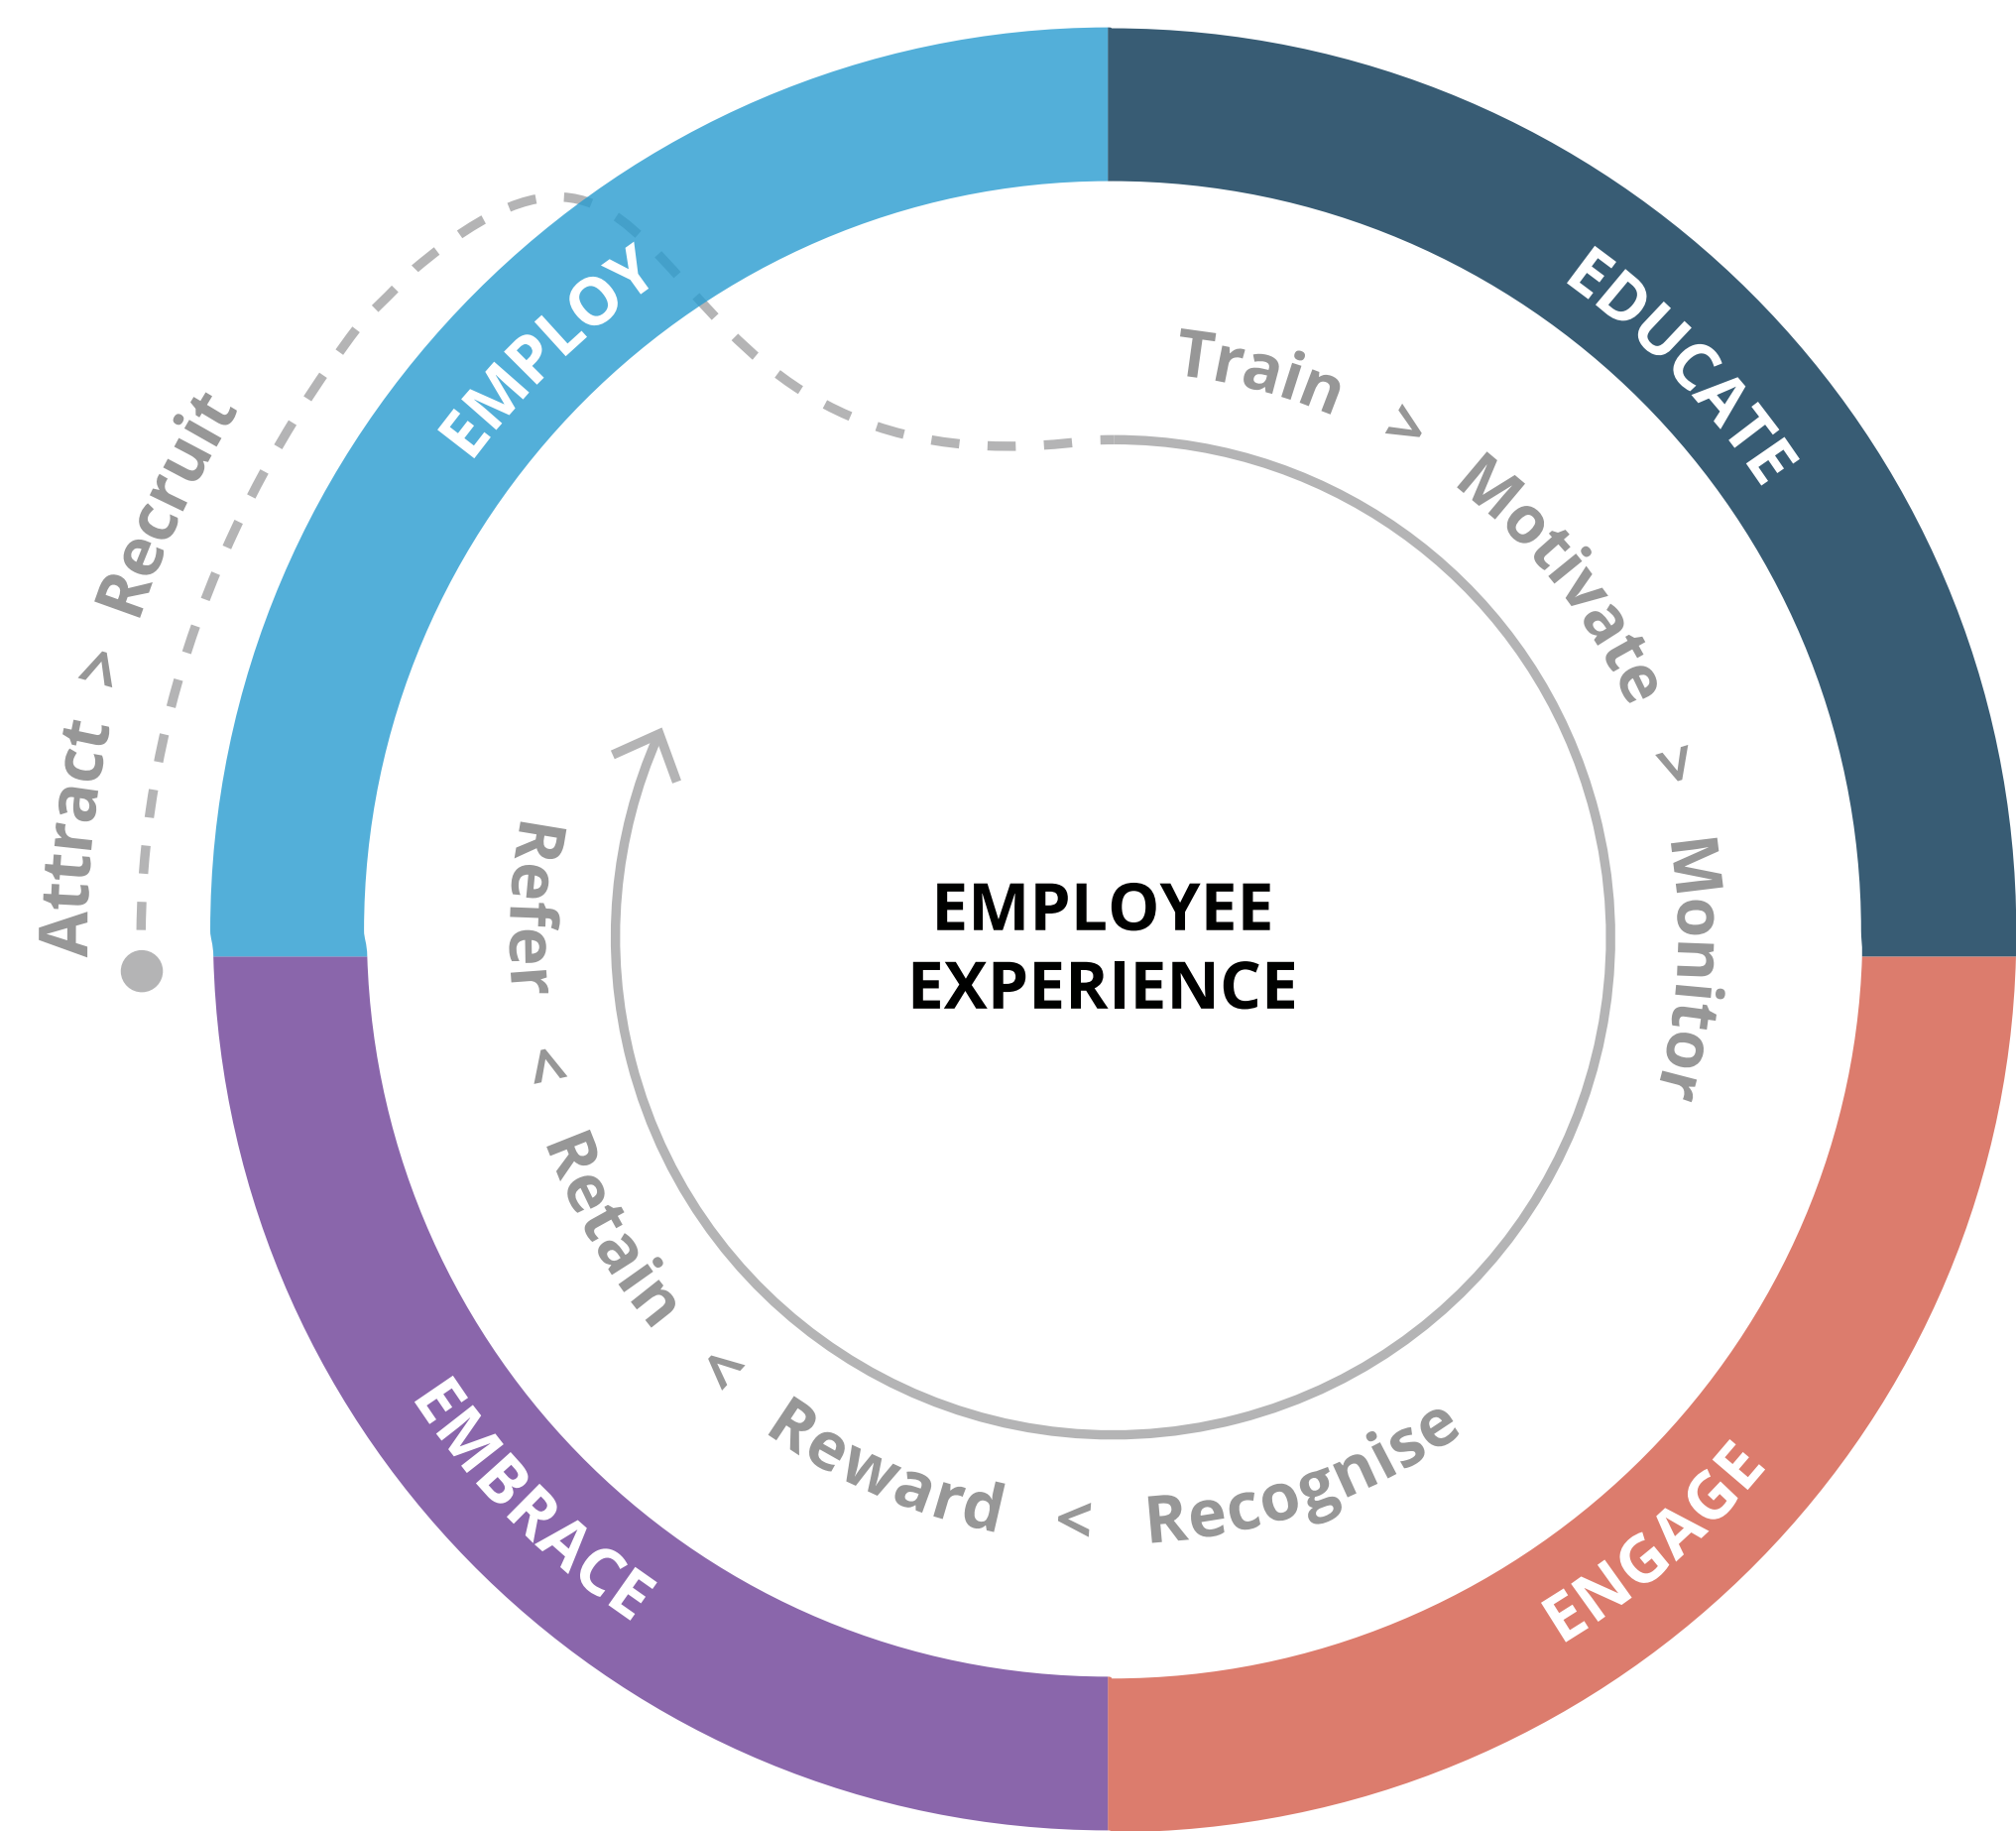 Attract > Recruit
EMPLOY
EDUCATE
Train > Motivate > Monitor
EMPLOYEE
EXPERIENCE
ENGAGE
Recognise
> Reward
> Retain
> Refer
EMBRACE